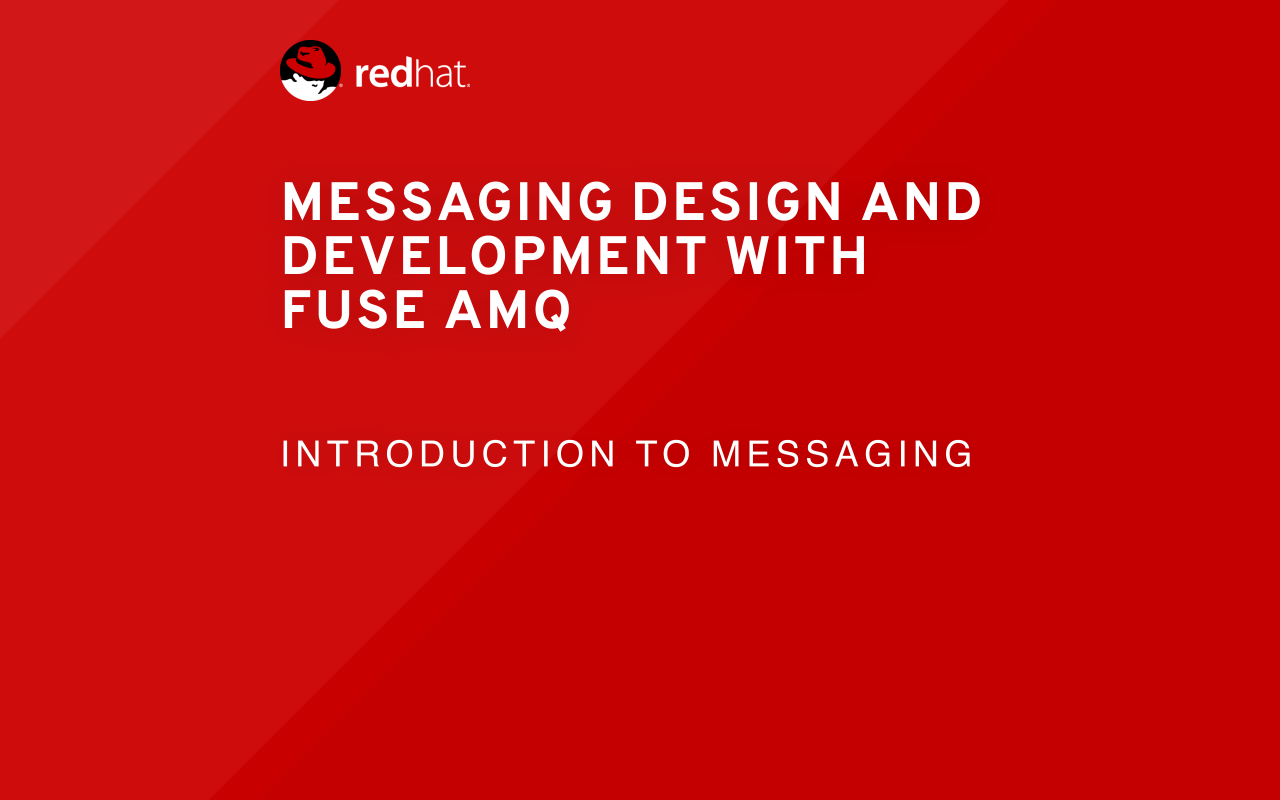 redhat.
MESSAGING DESIGN AND
DEVELOPMENT WITH
FUSE AMQ
INTRODUCTION TO MESSAGING